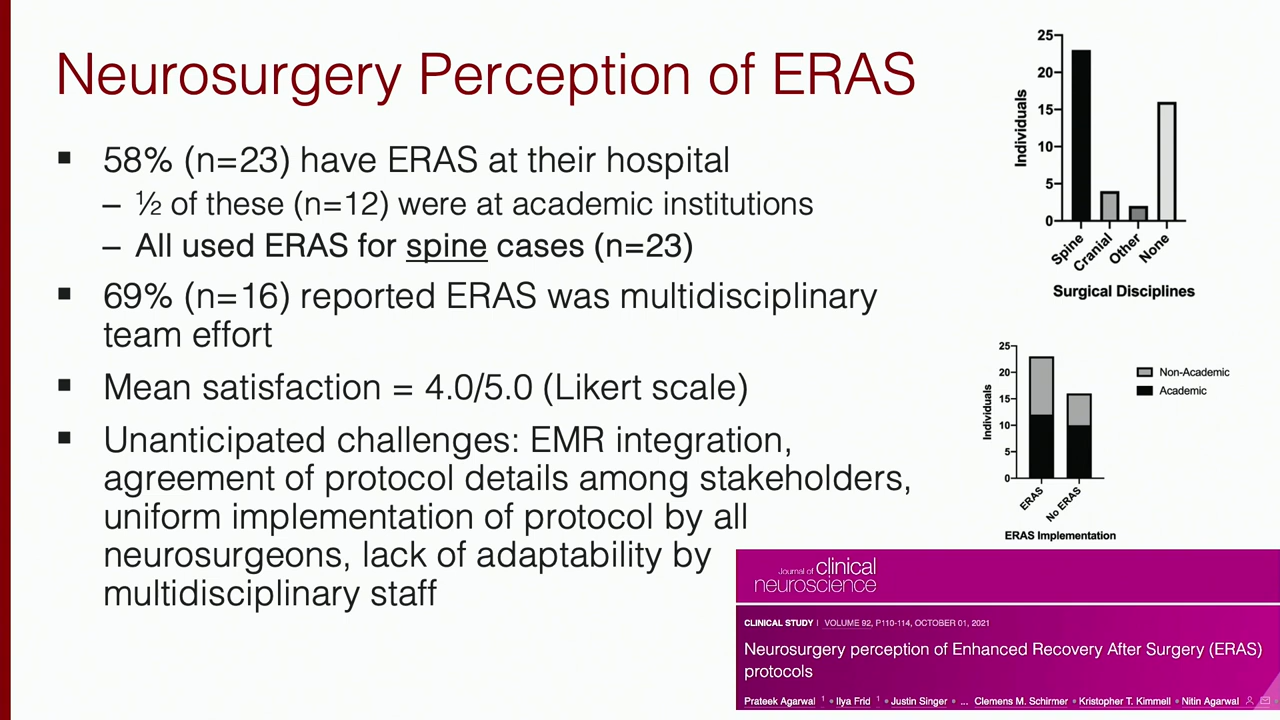 Neurosurgery Perception of ERAS
▪ 58% (n=23) have ERAS at their hospital
– ½ of these (n=12) were at academic institutions
– All used ERAS for spine cases (n=23)
▪ 69% (n=16) reported ERAS was multidisciplinary
team effort
▪ Mean satisfaction = 4.0/5.0 (Likert scale)
▪ Unanticipated challenges: EMR integration,
agreement of protocol details among stakeholders,
uniform implementation of protocol by all
neurosurgeons, lack of adaptability by
multidisciplinary staff
25
20
15
10
5
0
Individuals
Spine
Cranial
Other
None
Surgical Disciplines
25
20
15
10
5
0
Individuals
ERAS
No ERAS
ERAS Implementation
Non-Academic
Academic
Journal of clinical
neuroscience
CLINICAL STUDY | VOLUME 92, P110-114, OCTOBER 01, 2021
Neurosurgery perception of Enhanced Recovery After Surgery (ERAS)
protocols
Prateek Agarwal 1 • Ilya Frid 1 • Justin Singer • ... Clemens M. Schirmer • Kristopher T. Kimmell • Nitin Agarwal